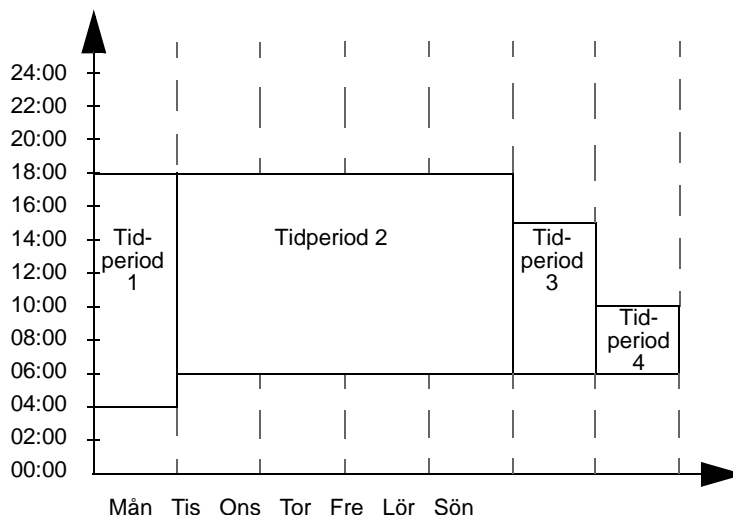 24:00
22:00
20:00
18:00
16:00
14:00
12:00
10:00
08:00
06:00
04:00
02:00
00:00
Tid-
period
1
Tidperiod 2
Tid-
period
3
Tid-
period
4
Mån Tis Ons Tor Fre Lör Sön